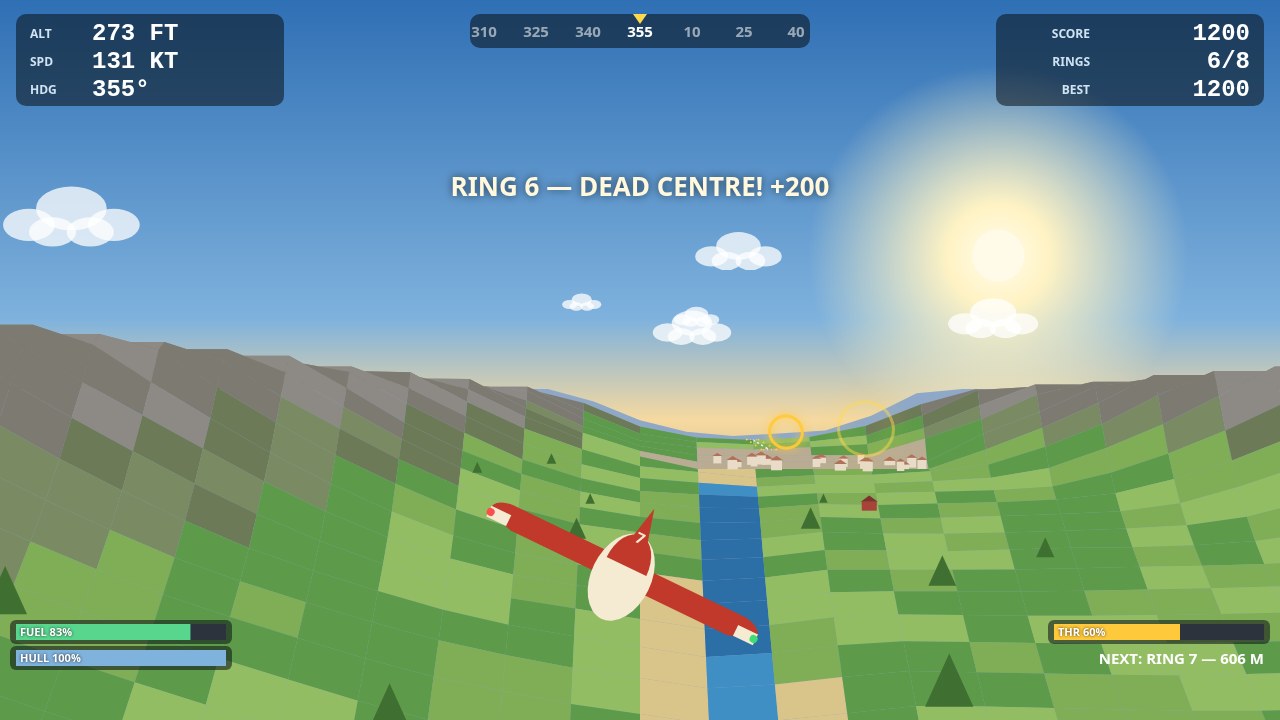 ALT 273 FT
SPD 131 KT
HDG 355°
310 325 340 355 10 25 40
SCORE 1200
RINGS 6/8
BEST 1200
RING 6 — DEAD CENTRE! +200
7
FUEL 83%
HULL 100%
THR 60%
NEXT: RING 7 — 606 M